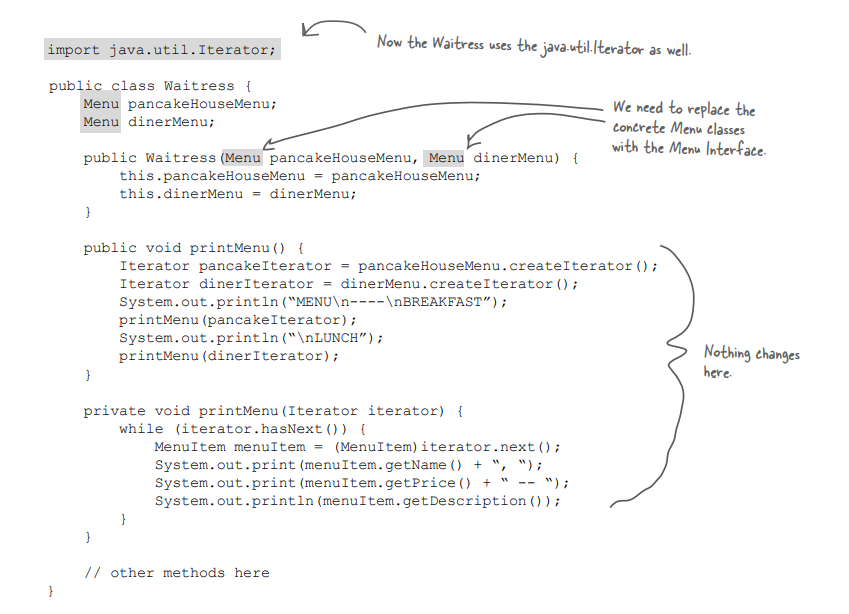 import java.util.Iterator;
Now the Waitress uses the java.util.Iterator as well.
public class Waitress {
Menu pancakeHouseMenu;
Menu dinerMenu;
We need to replace the
concrete Menu classes
with the Menu Interface.
public Waitress(Menu pancakeHouseMenu, Menu dinerMenu) {
this.pancakeHouseMenu = pancakeHouseMenu;
this.dinerMenu = dinerMenu;
}
public void printMenu() {
Iterator pancakeIterator = pancakeHouseMenu.createIterator();
Iterator dinerIterator = dinerMenu.createIterator();
System.out.println(“MENU\n----\nBREAKFAST”);
printMenu(pancakeIterator);
System.out.println(“\nLUNCH”);
printMenu(dinerIterator);
}
Nothing changes
here.
private void printMenu(Iterator iterator) {
while (iterator.hasNext()) {
MenuItem menuItem = (MenuItem)iterator.next();
System.out.print(menuItem.getName() + “, “);
System.out.print(menuItem.getPrice() + “ -- “);
System.out.println(menuItem.getDescription());
}
}
// other methods here
}